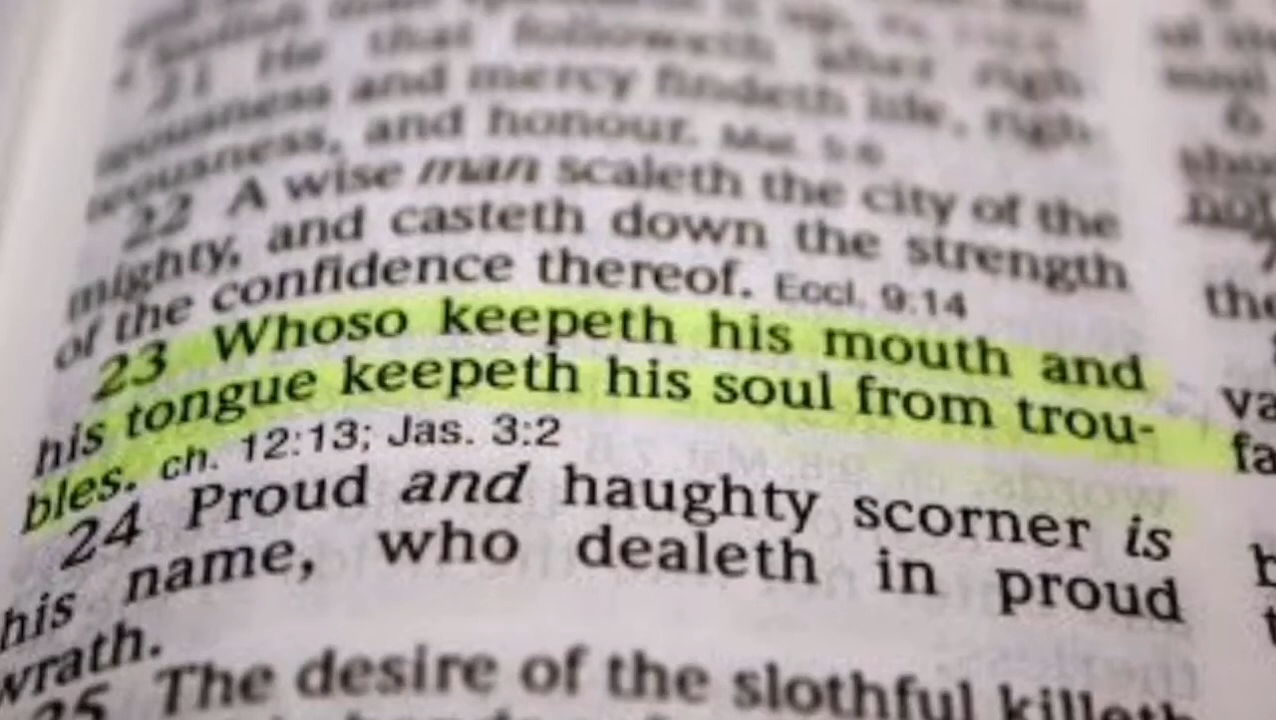 21 He that followeth after righ-
teousness and mercy findeth life, righ-
teousness, and honour. Mat. 5:6
22 A wise man scaleth the city of the
mighty, and casteth down the strength
of the confidence thereof. Eccl. 9:14
23 Whoso keepeth his mouth and
his tongue keepeth his soul from trou-
bles. ch. 12:13; Jas. 3:2
24 Proud and haughty scorner is
his name, who dealeth in proud
wrath.
25 The desire of the slothful killeth